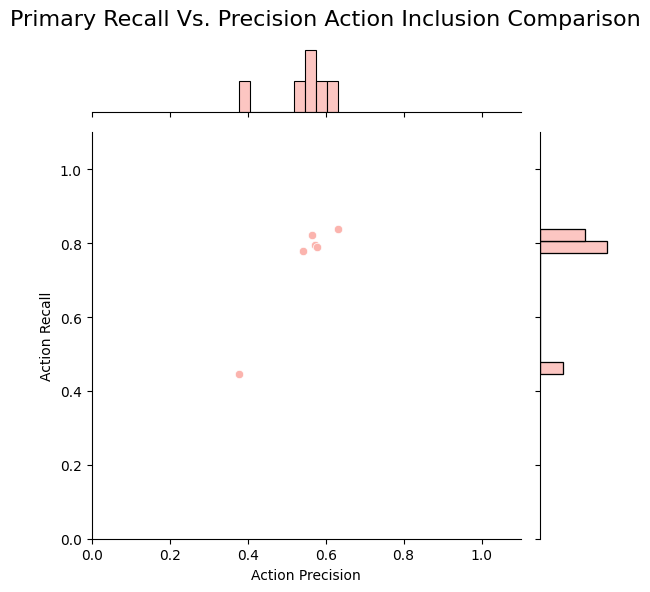 Primary Recall Vs. Precision Action Inclusion Comparison
1.0
0.8
0.6
0.4
0.2
0.0
Action Recall
0.0 0.2 0.4 0.6 0.8 1.0
Action Precision